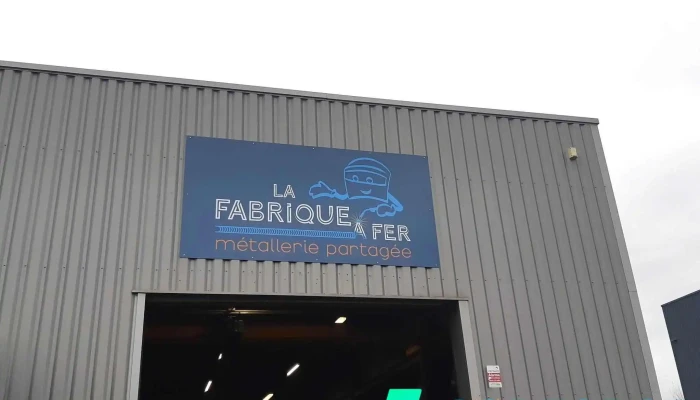 LA
FABRiQUE
À FER
métallerie partagée